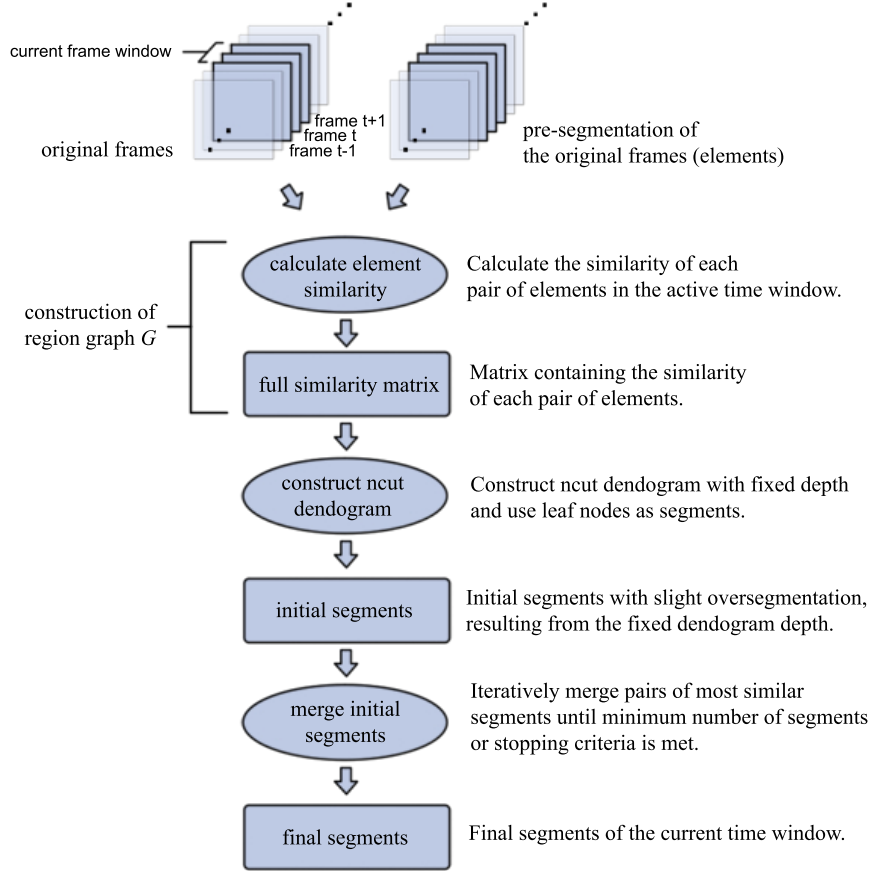 current frame window
frame t+1
frame t
frame t-1
original frames
pre-segmentation of
the original frames (elements)
calculate element
similarity
Calculate the similarity of each
pair of elements in the active time window.
construction of
region graph G
full similarity matrix
Matrix containing the similarity
of each pair of elements.
construct ncut
dendogram
Construct ncut dendogram with fixed depth
and use leaf nodes as segments.
initial segments
Initial segments with slight oversegmentation,
resulting from the fixed dendogram depth.
merge initial
segments
Iteratively merge pairs of most similar
segments until minimum number of segments
or stopping criteria is met.
final segments
Final segments of the current time window.